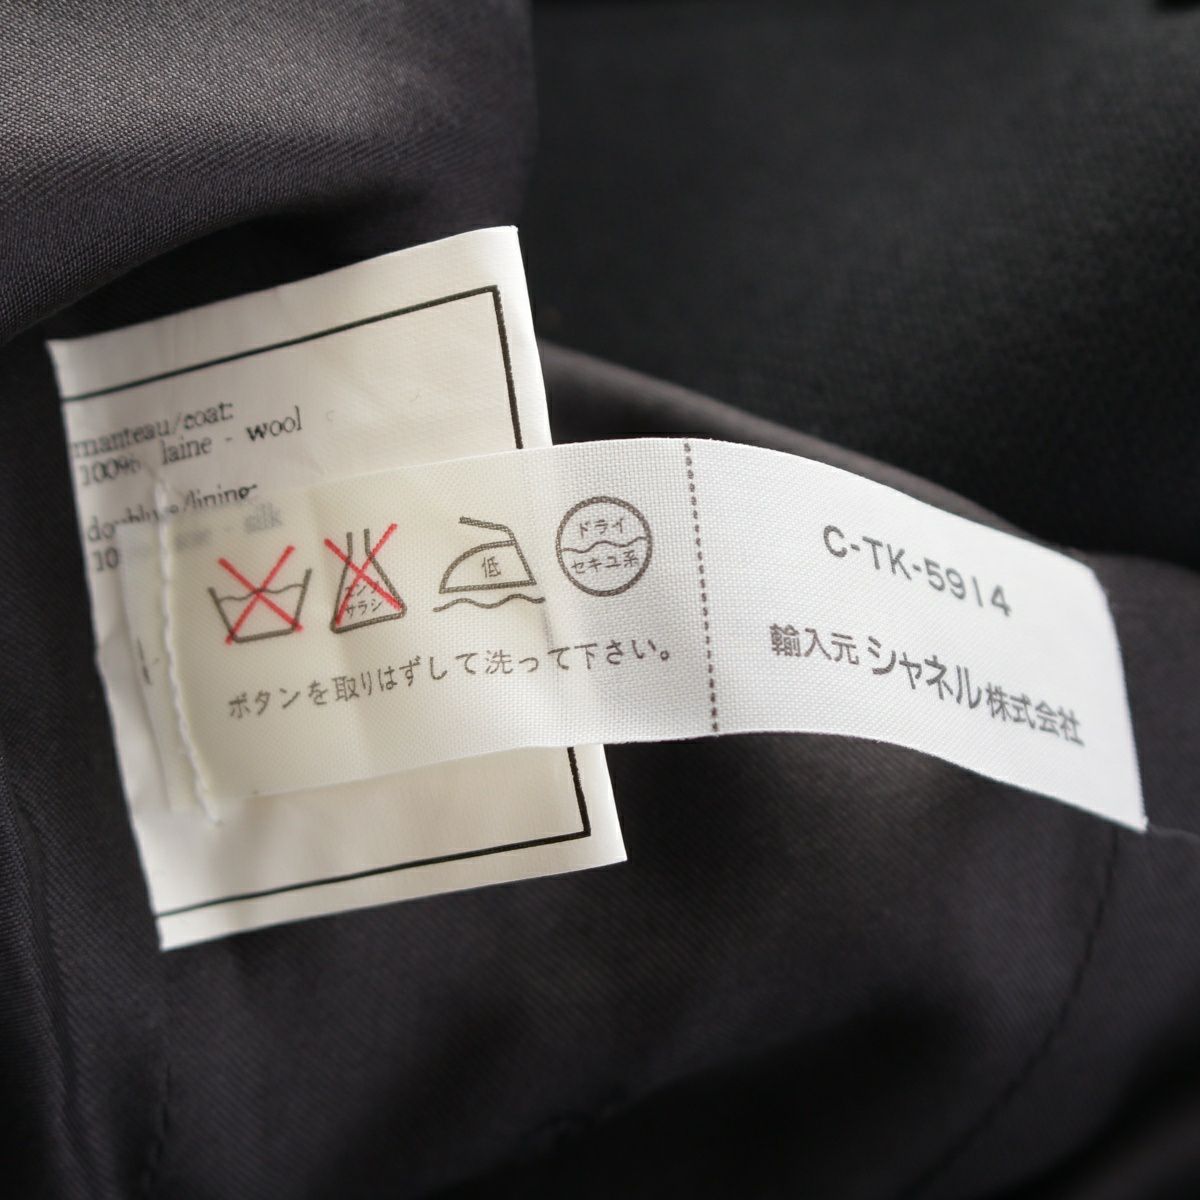 manteau/coat:
100% laine - wool
/lining:
- silk
エンソ
サラシ
低
ドライ
セキユ系
ボタンを取りはずして洗って下さい。
C-TK-5914
輸入元 シャネル株式会社